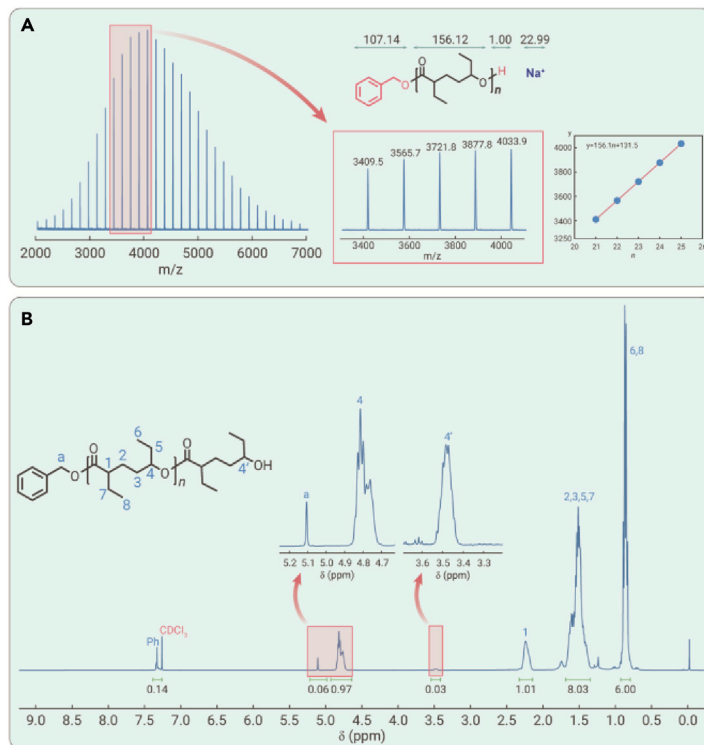 A
107.14 156.12 1.00 22.99
O
O
O
H
n
Na⁺
3409.5 3565.7 3721.8 3877.8 4033.9
3400 3600 3800 4000
m/z
y
y=156.1n+131.5
4000
3800
3600
3400
3250
20 21 22 23 24 25 26
n
2000 3000 4000 5000 6000 7000
m/z
B
6,8
4
4'
a
5.2 5.1 5.0 4.9 4.8 4.7
δ (ppm)
3.6 3.5 3.4 3.3
δ (ppm)
6 5
a O 1 2 3 4 O O 4' OH
O n
7 8
2,3,5,7
Ph
CDCl₃
1
0.14 0.06 0.97 0.03 1.01 8.03 6.00
9.0 8.5 8.0 7.5 7.0 6.5 6.0 5.5 5.0 4.5 4.0 3.5 3.0 2.5 2.0 1.5 1.0 0.5 0.0
δ (ppm)